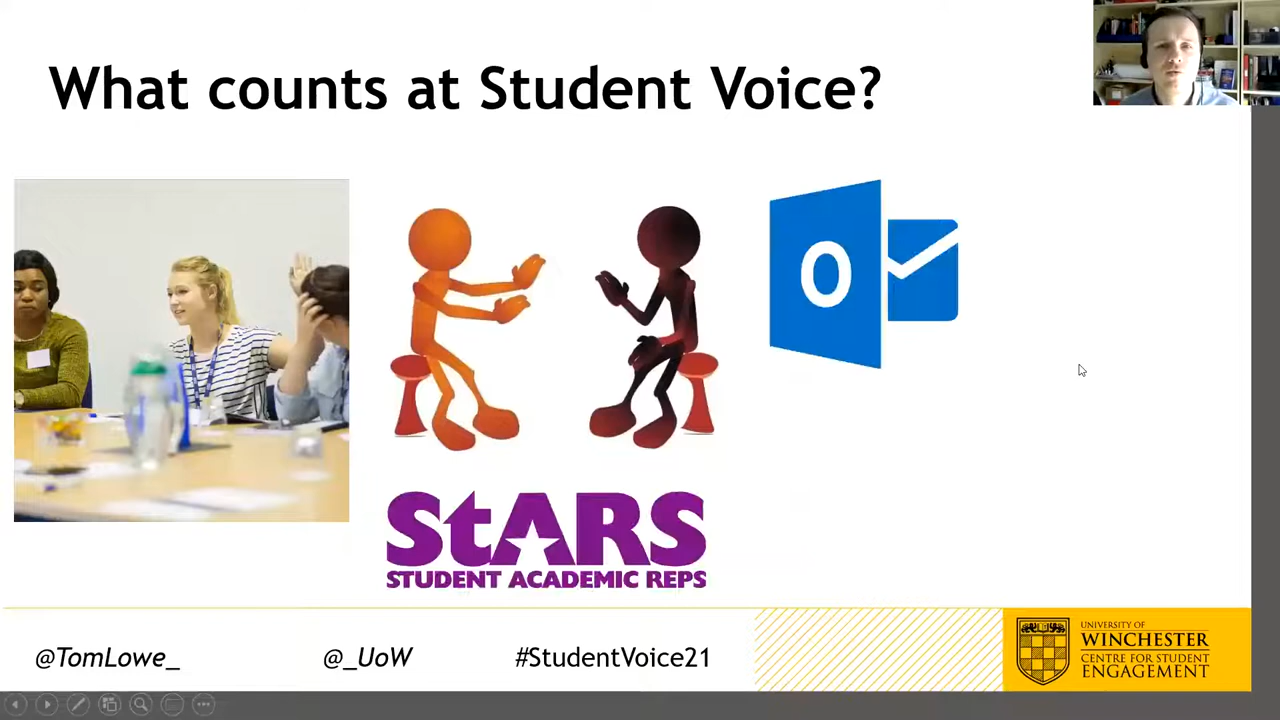 What counts at Student Voice?
O
StARS
STUDENT ACADEMIC REPS
@TomLowe_
@_UoW
#StudentVoice21
UNIVERSITY OF
WINCHESTER
CENTRE FOR STUDENT
ENGAGEMENT